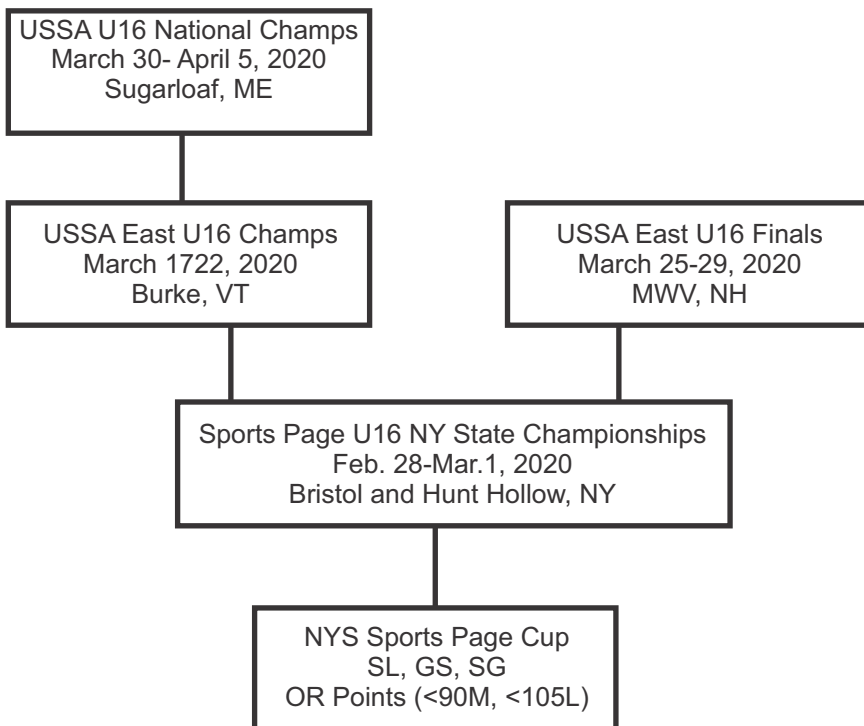 USSA U16 National Champs
March 30- April 5, 2020
Sugarloaf, ME
USSA East U16 Champs
March 1722, 2020
Burke, VT
USSA East U16 Finals
March 25-29, 2020
MWV, NH
Sports Page U16 NY State Championships
Feb. 28-Mar.1, 2020
Bristol and Hunt Hollow, NY
NYS Sports Page Cup
SL, GS, SG
OR Points (<90M, <105L)